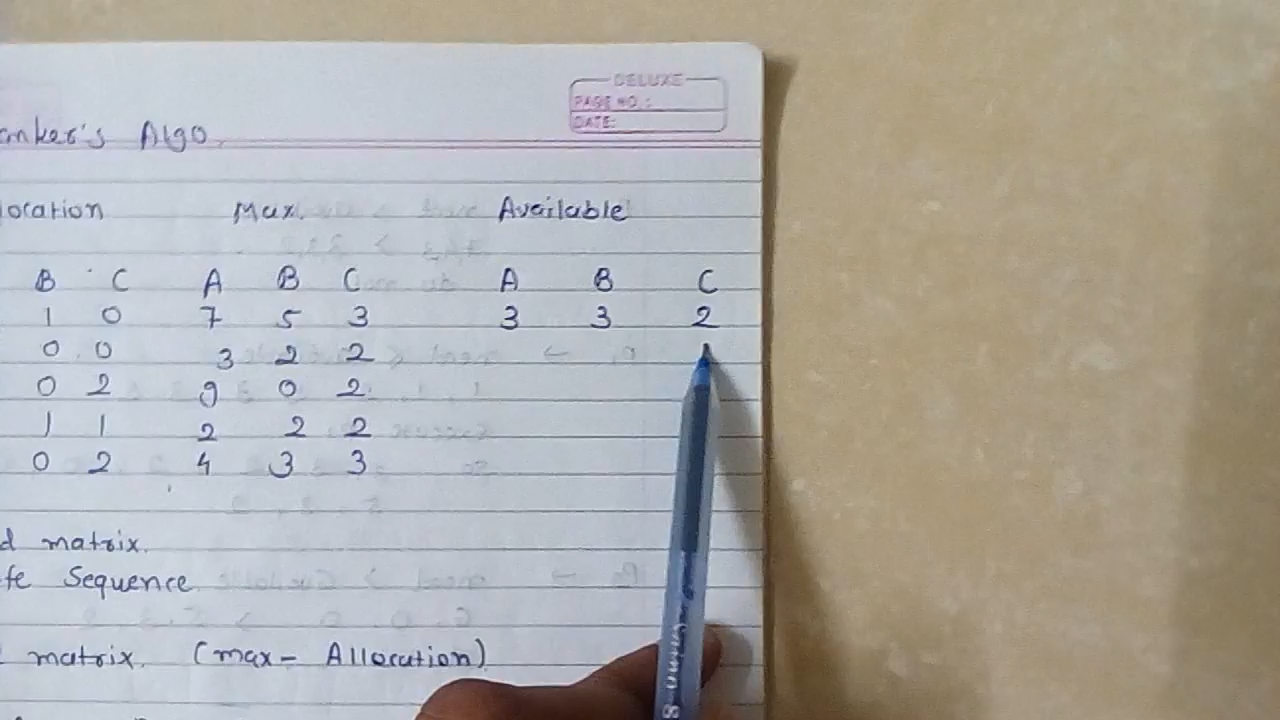 DELUXE
PAGE NO.:
DATE:
anker's Algo.
location Max. Available
B C A B C A B C
1 0 7 5 3 3 3 2
0 0 3 2 2
0 2 9 0 2
1 1 2 2 2
0 2 4 3 3
d matrix.
fe Sequence
matrix. (max - Allocation)